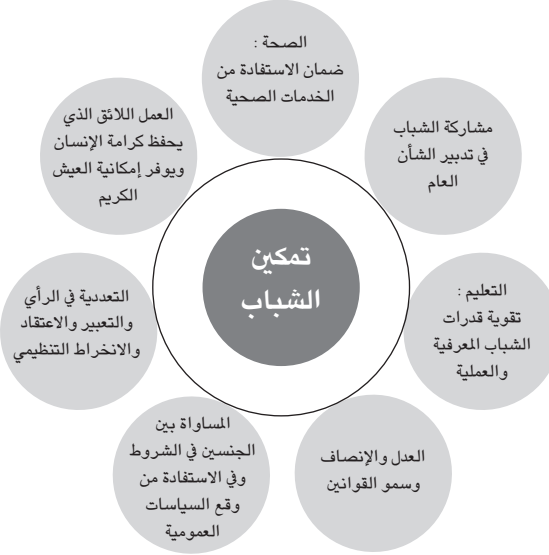 الصحة :
ضمان الاستفادة من
الخدمات الصحية
مشاركة الشباب
في تدبير الشأن
العام
التعليم :
تقوية قدرات
الشباب المعرفية
والعملية
العدل والإنصاف
وسمو القوانين
المساواة بين
الجنسين في الشروط
وفي الاستفادة من
وقع السياسات
العمومية
التعددية في الرأي
والتعبير والاعتقاد
والانخراط التنظيمي
العمل اللائق الذي
يحفظ كرامة الإنسان
ويوفر إمكانية العيش
الكريم
تمكين
الشباب